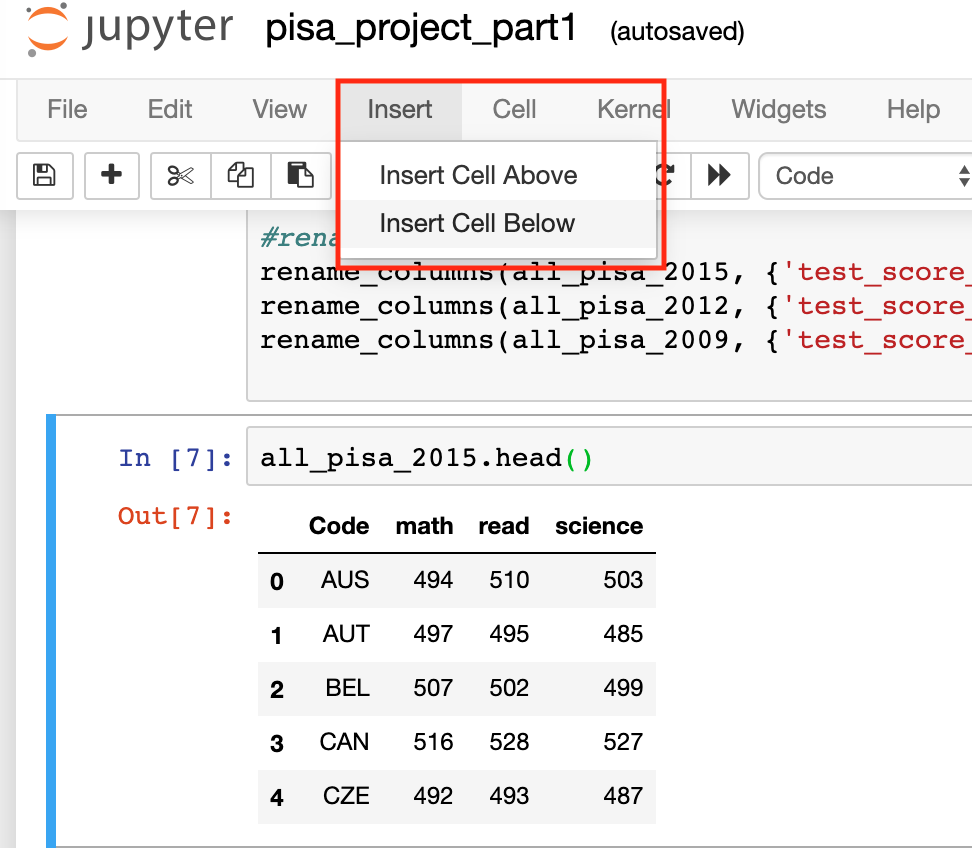 jupyter pisa_project_part1 (autosaved)
File Edit View Insert Cell Kernel Widgets Help
Insert Cell Above
Code
Insert Cell Below
rename_columns(all_pisa_2015, {'test_score_
rename_columns(all_pisa_2012, {'test_score_
rename_columns(all_pisa_2009, {'test_score_
In [7]: all_pisa_2015.head()
Out[7]:
Code math read science
0 AUS 494 510 503
1 AUT 497 495 485
2 BEL 507 502 499
3 CAN 516 528 527
4 CZE 492 493 487